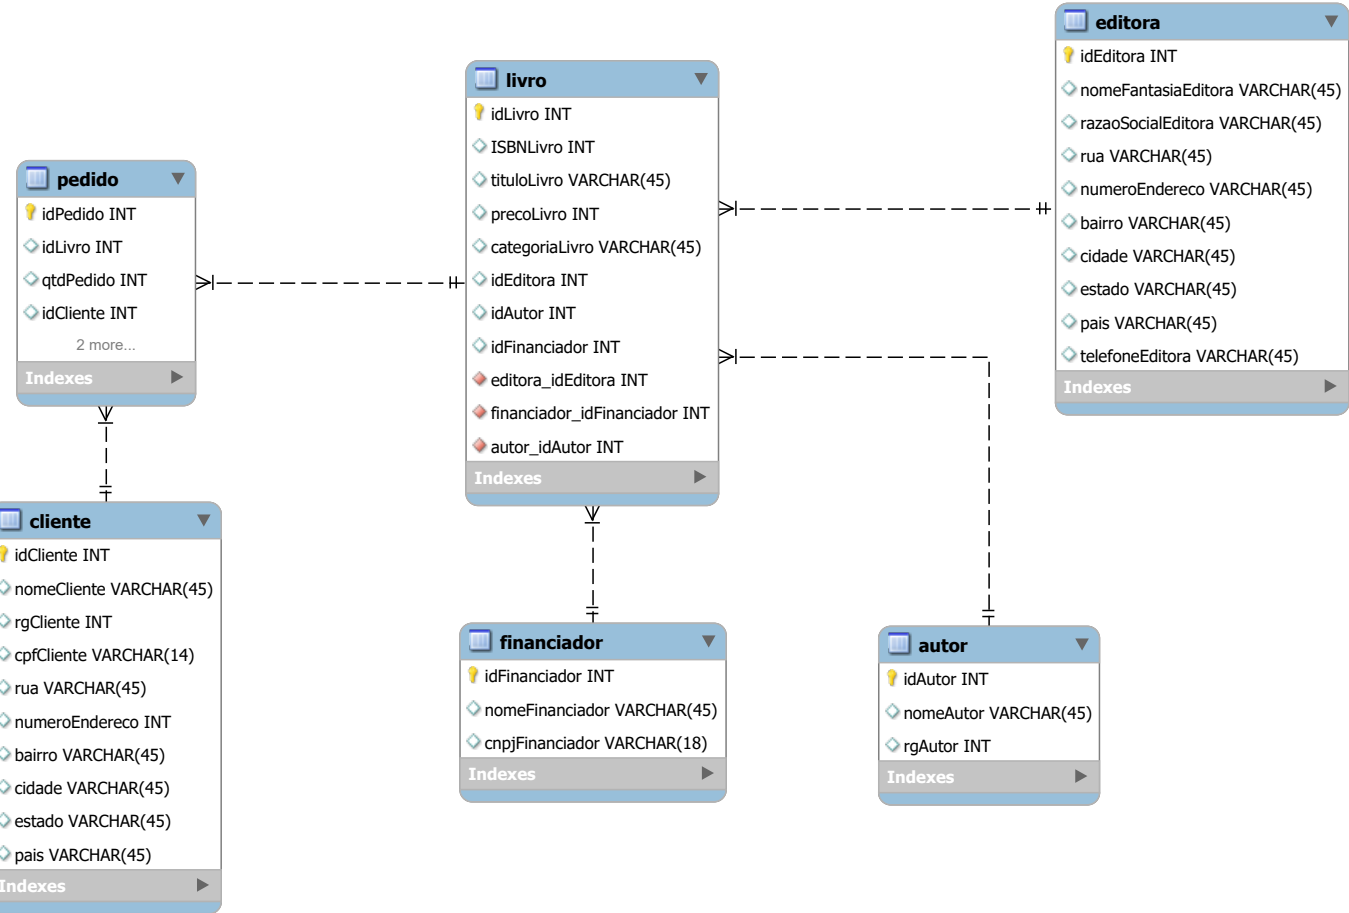 pedido
idPedido INT
idLivro INT
qtdPedido INT
idCliente INT
2 more...
Indexes
cliente
idCliente INT
nomeCliente VARCHAR(45)
rgCliente INT
cpfCliente VARCHAR(14)
rua VARCHAR(45)
numeroEndereco INT
bairro VARCHAR(45)
cidade VARCHAR(45)
estado VARCHAR(45)
pais VARCHAR(45)
Indexes
livro
idLivro INT
ISBNLivro INT
tituloLivro VARCHAR(45)
precoLivro INT
categoriaLivro VARCHAR(45)
idEditora INT
idAutor INT
idFinanciador INT
editora_idEditora INT
financiador_idFinanciador INT
autor_idAutor INT
Indexes
financiador
idFinanciador INT
nomeFinanciador VARCHAR(45)
cnpjFinanciador VARCHAR(18)
Indexes
autor
idAutor INT
nomeAutor VARCHAR(45)
rgAutor INT
Indexes
editora
idEditora INT
nomeFantasiaEditora VARCHAR(45)
razaoSocialEditora VARCHAR(45)
rua VARCHAR(45)
numeroEndereco VARCHAR(45)
bairro VARCHAR(45)
cidade VARCHAR(45)
estado VARCHAR(45)
pais VARCHAR(45)
telefoneEditora VARCHAR(45)
Indexes